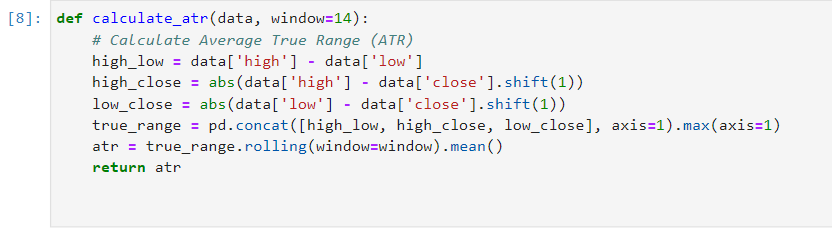 [8]: def calculate_atr(data, window=14):
    # Calculate Average True Range (ATR)
    high_low = data['high'] - data['low']
    high_close = abs(data['high'] - data['close'].shift(1))
    low_close = abs(data['low'] - data['close'].shift(1))
    true_range = pd.concat([high_low, high_close, low_close], axis=1).max(axis=1)
    atr = true_range.rolling(window=window).mean()
    return atr